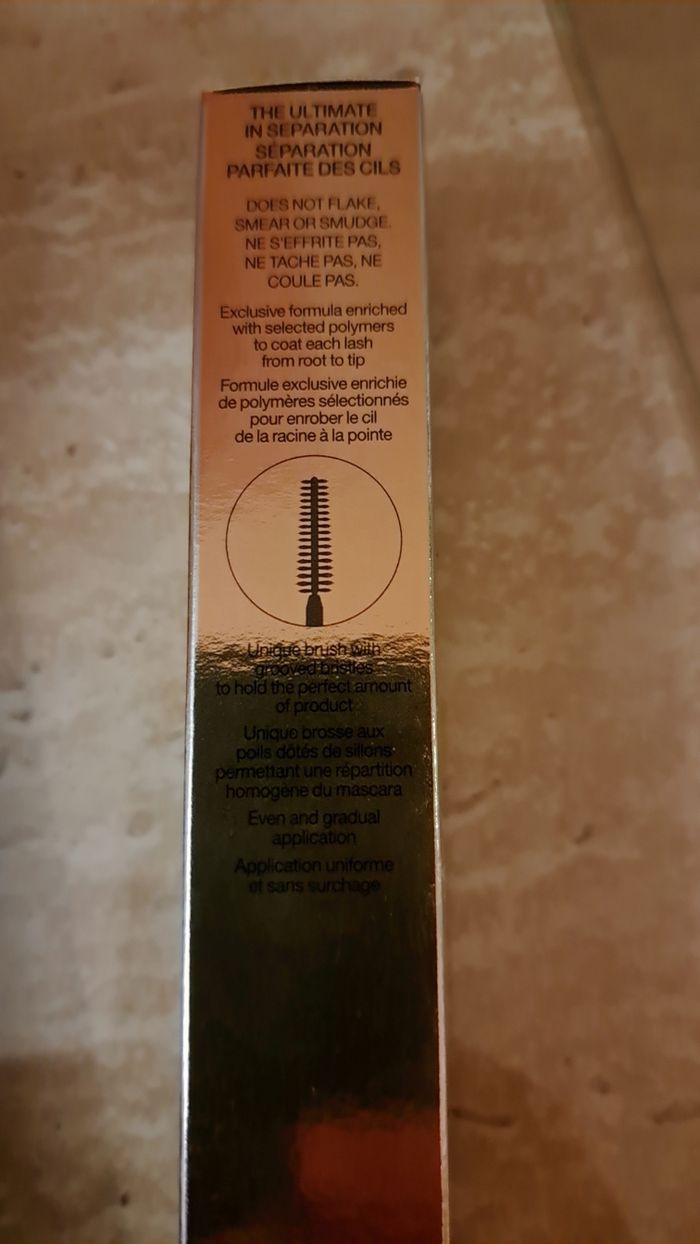 THE ULTIMATE
IN SEPARATION
SÉPARATION
PARFAITE DES CILS
DOES NOT FLAKE,
SMEAR OR SMUDGE.
NE S'EFFRITE PAS,
NE TACHE PAS, NE
COULE PAS.
Exclusive formula enriched
with selected polymers
to coat each lash
from root to tip
Formule exclusive enrichie
de polymères sélectionnés
pour enrober le cil
de la racine à la pointe
Unique brush with
grooved bristles
to hold the perfect amount
of product
Unique brosse aux
poils dôtés de sillons
permettant une répartition
homogène du mascara
Even and gradual
application
Application uniforme
et sans surchage